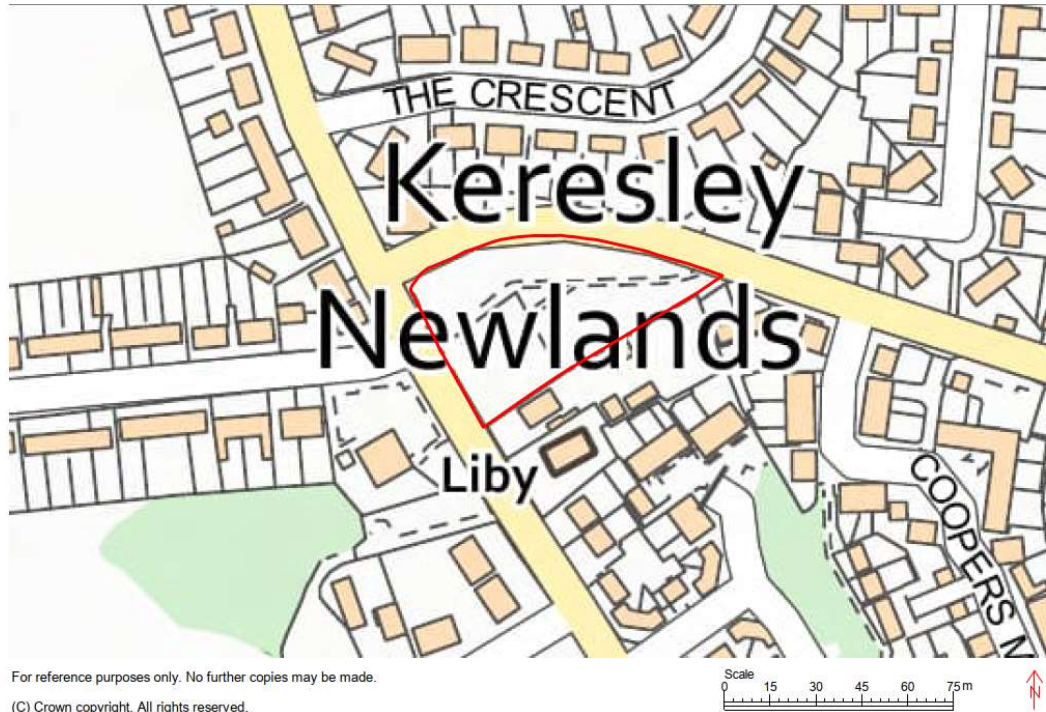 THE CRESCENT
Keresley
Newlands
Liby
COOPERS M
For reference purposes only. No further copies may be made.
(C) Crown copyright. All rights reserved.
Scale
0 15 30 45 60 75m
N